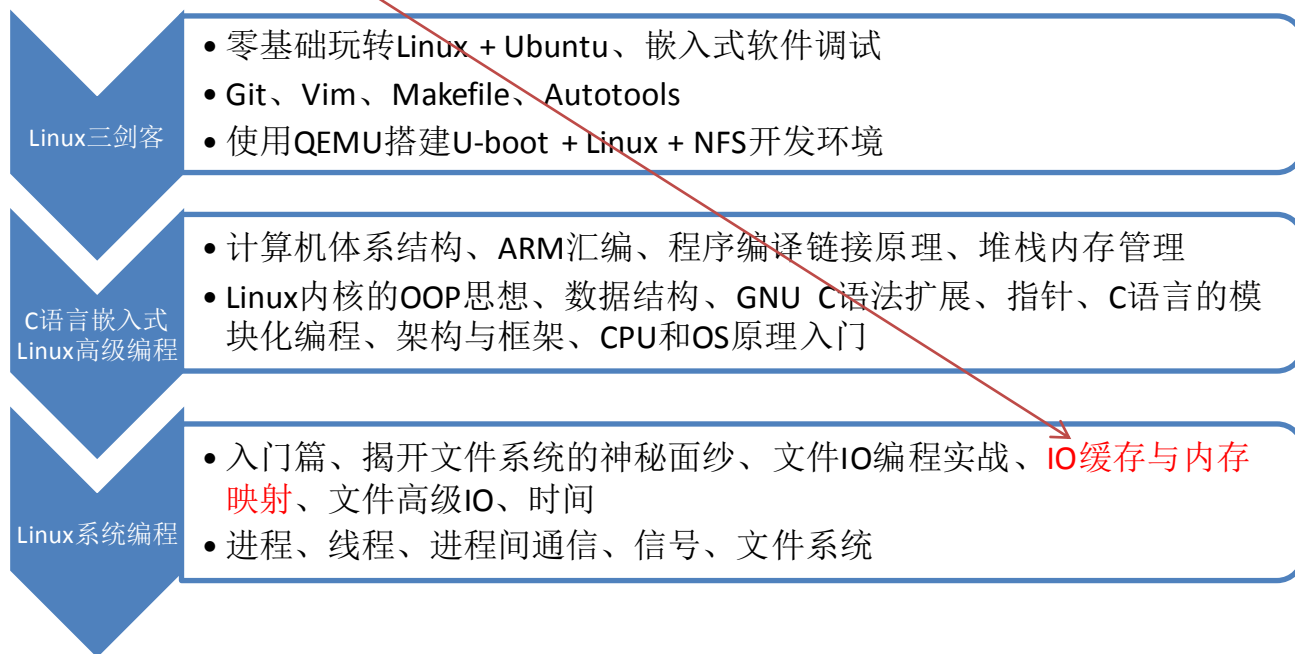 Linux三剑客
• 零基础玩转Linux + Ubuntu、嵌入式软件调试
• Git、Vim、Makefile、Autotools
• 使用QEMU搭建U-boot + Linux + NFS开发环境
C语言嵌入式
Linux高级编程
• 计算机体系结构、ARM汇编、程序编译链接原理、堆栈内存管理
• Linux内核的OOP思想、数据结构、GNU C语法扩展、指针、C语言的模
块化编程、架构与框架、CPU和OS原理入门
Linux系统编程
• 入门篇、揭开文件系统的神秘面纱、文件IO编程实战、IO缓存与内存
映射、文件高级IO、时间
• 进程、线程、进程间通信、信号、文件系统